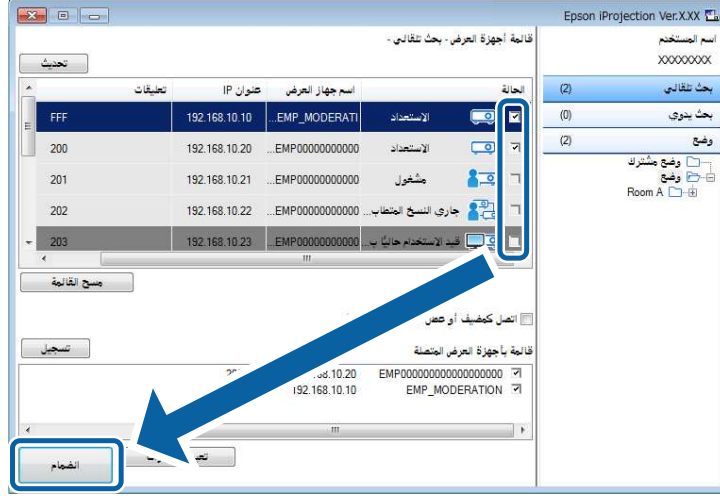 Epson iProjection Ver.X.XX
اسم المستخدم
XXXXXXXX
بحث تلقائي (2)
بحث يدوي (0)
وضع (2)
وضع مشترك
وضع
Room A
قائمة أجهزة العرض - بحث تلقائي -
تحديث
الحالة اسم جهاز العرض عنوان IP تعليقات
الاستعداد EMP_MODERATI... 192.168.10.10 FFF
الاستعداد EMP00000000000... 192.168.10.20 200
مشغول EMP00000000000... 192.168.10.21 201
جاري النسخ المتطاب... EMP00000000000... 192.168.10.22 202
قيد الاستخدام حاليًا ب... EMP00000000000... 192.168.10.23 203
مسح القائمة
اتصل كمضيف أو
قائمة بأجهزة العرض المتصلة
تسجيل
EMP000000000000000000
EMP_MODERATION 192.168.10.10
انضمام